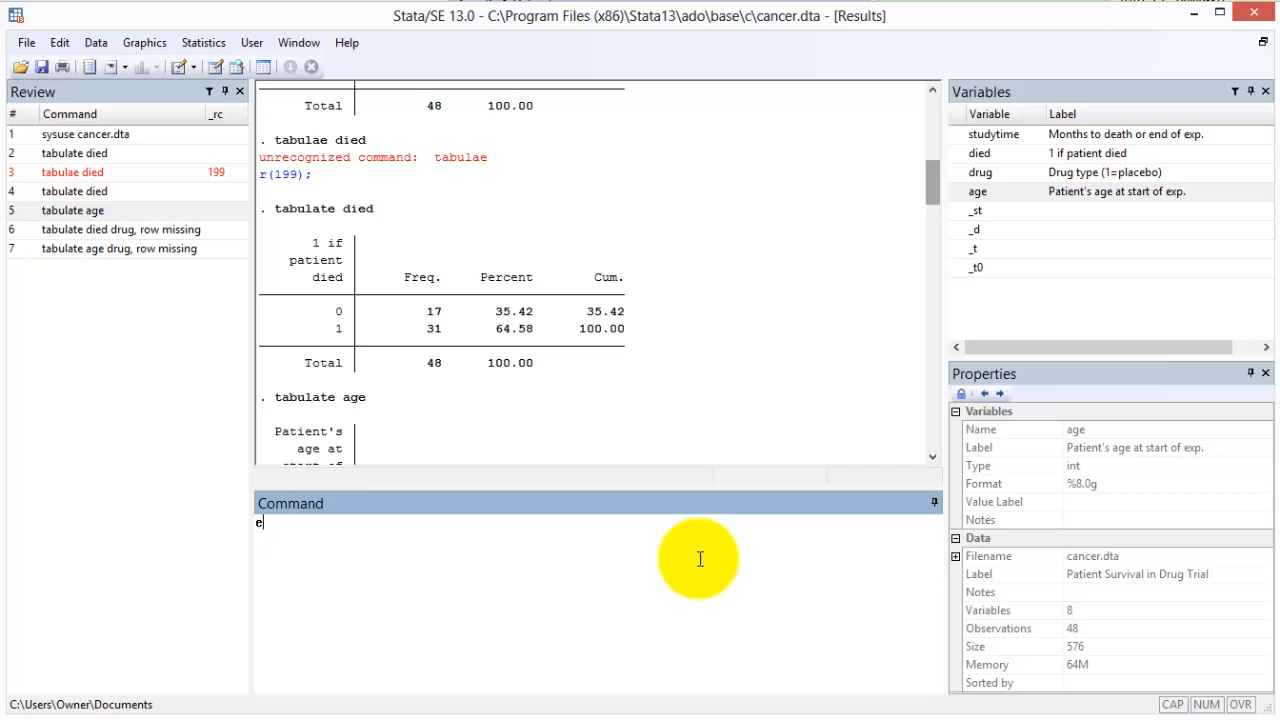 Stata/SE 13.0 - C:\Program Files (x86)\Stata13\ado\base\c\cancer.dta - [Results]
File Edit Data Graphics Statistics User Window Help
Review
# Command _rc
1 sysuse cancer.dta
2 tabulate died
3 tabulae died 199
4 tabulate died
5 tabulate age
6 tabulate died drug, row missing
7 tabulate age drug, row missing
Total 48 100.00
. tabulae died
unrecognized command: tabulae
r(199);
. tabulate died
1 if
patient
died Freq. Percent Cum.
0 17 35.42 35.42
1 31 64.58 100.00
Total 48 100.00
. tabulate age
Patient's
age at
Command
e
Variables
Variable Label
studytime Months to death or end of exp.
died 1 if patient died
drug Drug type (1=placebo)
age Patient's age at start of exp.
_st
_d
_t
_t0
Properties
Variables
Name age
Label Patient's age at start of exp.
Type int
Format %8.0g
Value Label
Notes
Data
Filename cancer.dta
Label Patient Survival in Drug Trial
Notes
Variables 8
Observations 48
Size 576
Memory 64M
Sorted by
C:\Users\Owner\Documents
CAP NUM OVR